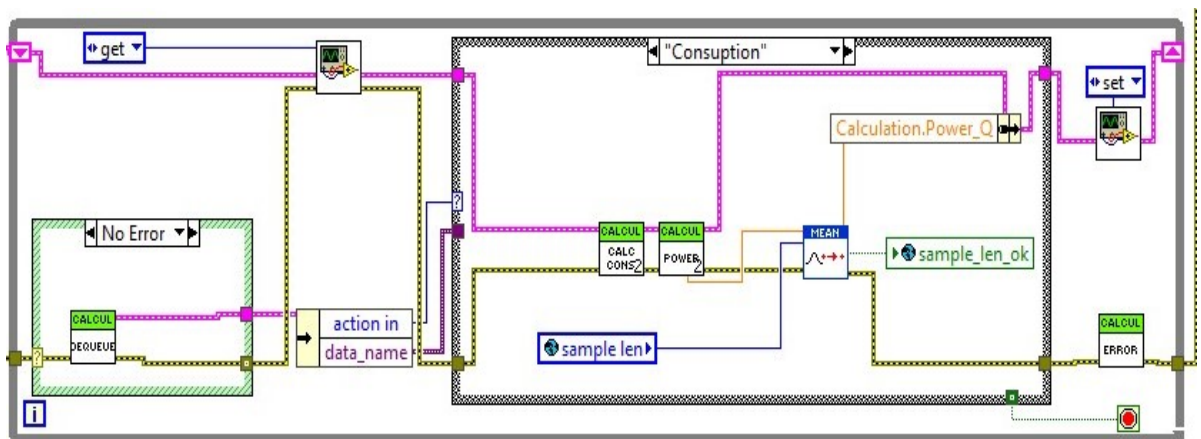 get
"Consuption"
set
Calculation.Power_Q
No Error
CALCUL
CALC
CONS2
CALCUL
POWER2
MEAN
sample_len_ok
action in
data_name
CALCUL
DEQUEUE
sample len
CALCUL
ERROR
i